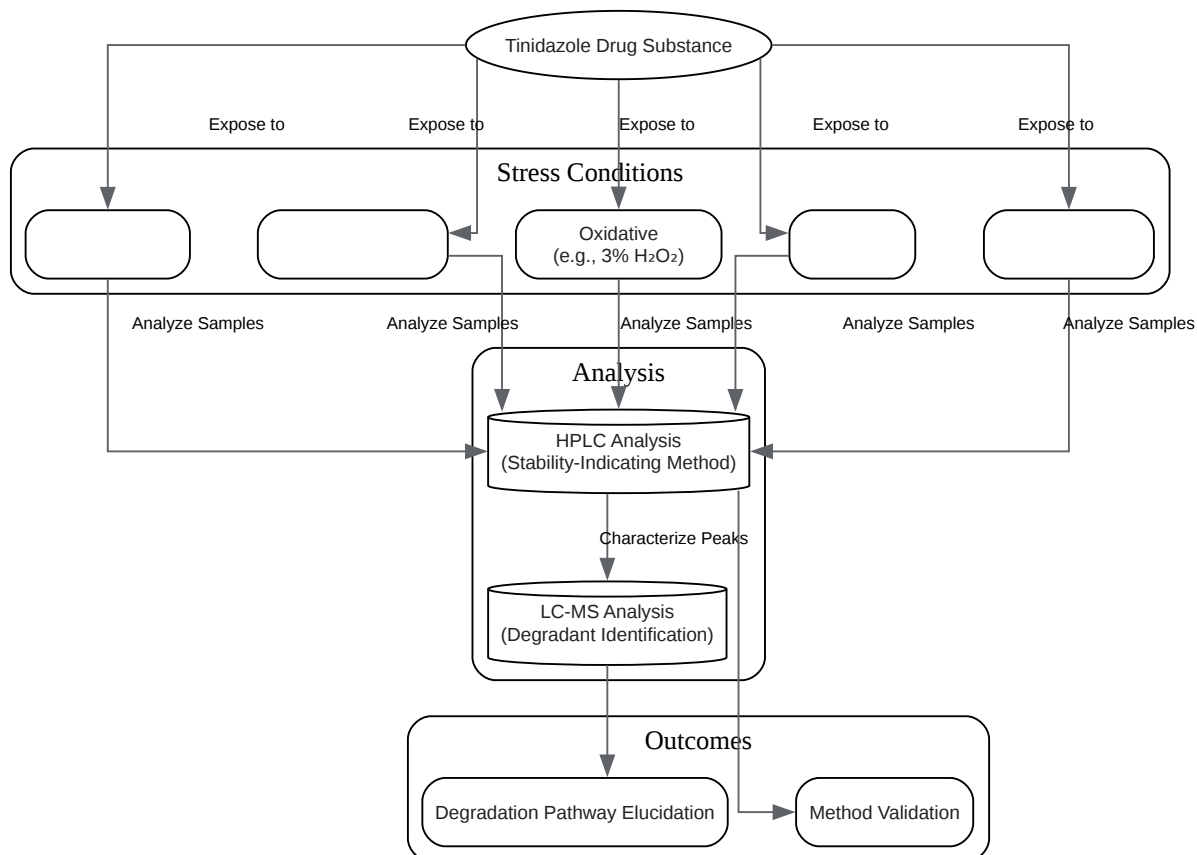 Tinidazole Drug Substance
Expose to
Expose to
Expose to
Expose to
Expose to
Stress Conditions
Oxidative
(e.g., 3% H₂O₂)
Analyze Samples
Analyze Samples
Analyze Samples
Analyze Samples
Analyze Samples
Analysis
HPLC Analysis
(Stability-Indicating Method)
Characterize Peaks
LC-MS Analysis
(Degradant Identification)
Outcomes
Degradation Pathway Elucidation
Method Validation